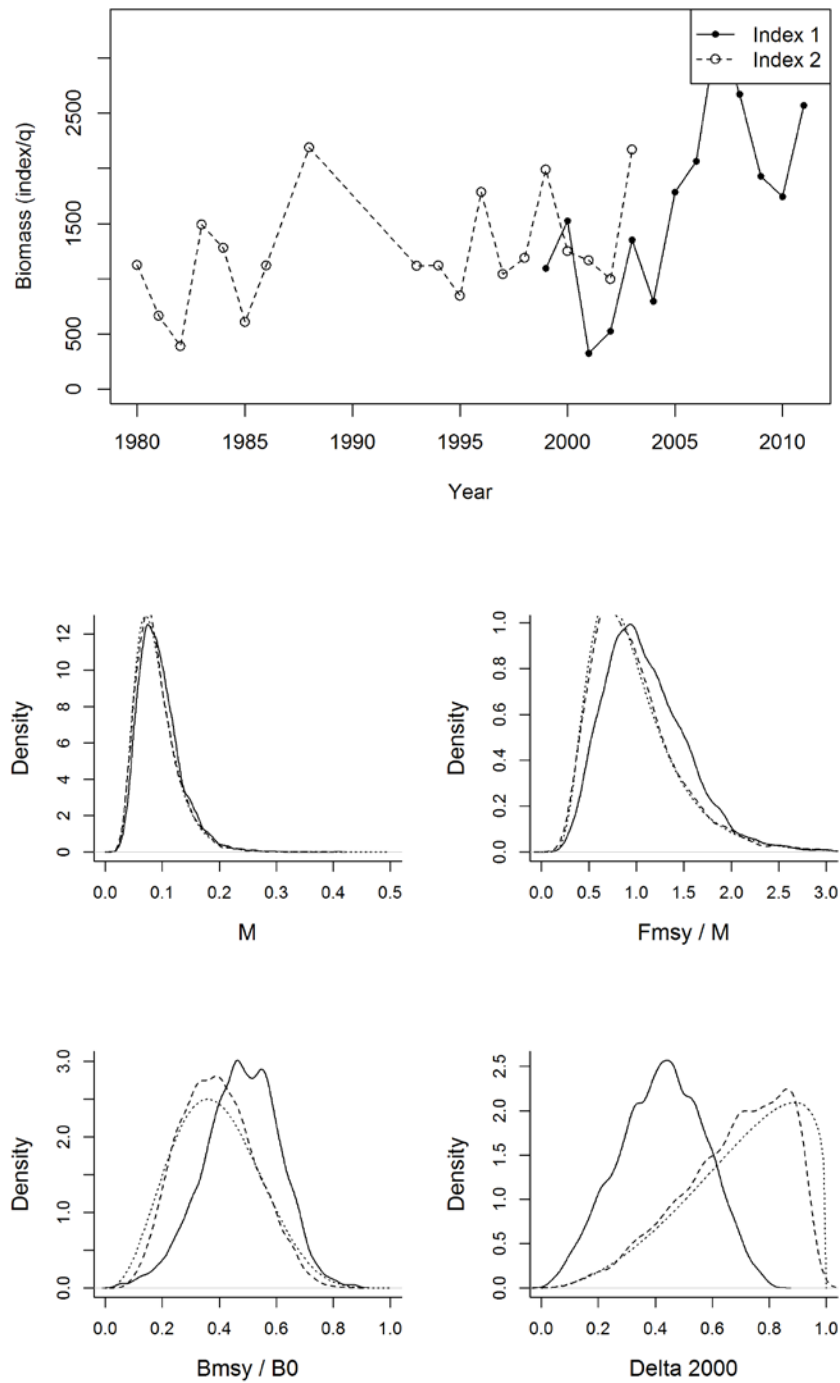 Index 1
Index 2
Biomass (index/q)
2500
1500
500
0
1980 1985 1990 1995 2000 2005 2010
Year
Density
12
10
8
6
4
2
0
0.0 0.1 0.2 0.3 0.4 0.5
M
Density
1.0
0.8
0.6
0.4
0.2
0.0
0.0 0.5 1.0 1.5 2.0 2.5 3.0
Fmsy / M
Density
3.0
2.0
1.0
0.0
0.0 0.2 0.4 0.6 0.8 1.0
Bmsy / B0
Density
2.5
2.0
1.5
1.0
0.5
0.0
0.0 0.2 0.4 0.6 0.8 1.0
Delta 2000